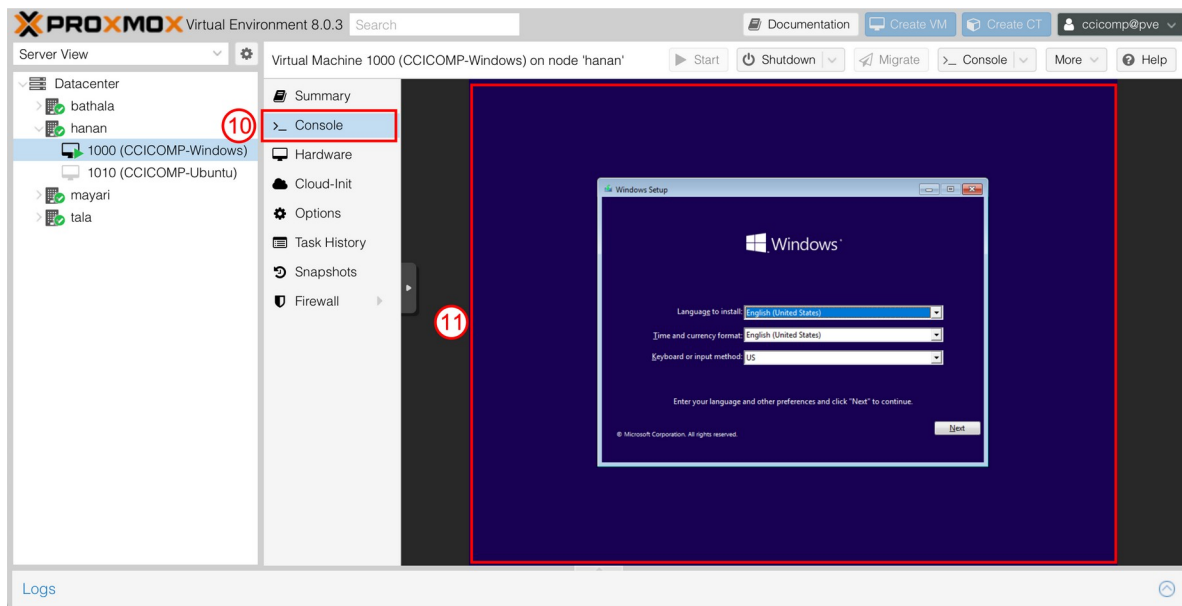 PROXMOX Virtual Environment 8.0.3 Search Documentation Create VM Create CT ccicomp@pve
Server View
Virtual Machine 1000 (CCICOMP-Windows) on node 'hanan' Start Shutdown Migrate >_ Console More Help
Datacenter
bathala
hanan
1000 (CCICOMP-Windows)
1010 (CCICOMP-Ubuntu)
mayari
tala
Summary
10 >_ Console
Hardware
Cloud-Init
Options
Task History
Snapshots
Firewall
11
Windows Setup
Windows
Language to install: English (United States)
Time and currency format: English (United States)
Keyboard or input method: US
Enter your language and other preferences and click "Next" to continue.
© Microsoft Corporation. All rights reserved.
Next
Logs